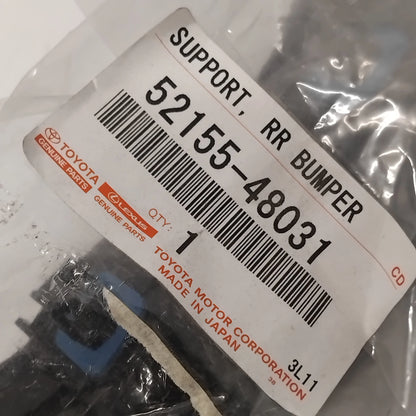 SUPPORT, RR BUMPER
52155-48031
CD
TOYOTA
GENUINE PARTS
LEXUS
GENUINE PARTS
QTY:
1
TOYOTA MOTOR CORPORATION
MADE IN JAPAN
38
3L11